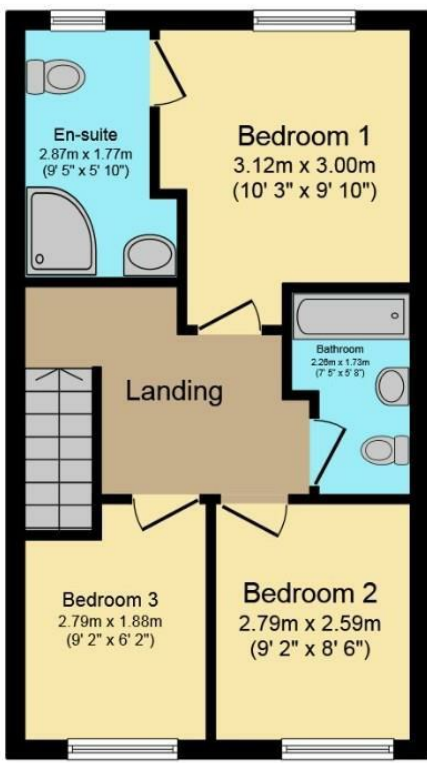 En-suite
2.87m x 1.77m
(9' 5" x 5' 10")
Bedroom 1
3.12m x 3.00m
(10' 3" x 9' 10")
Bathroom
2.26m x 1.73m
(7' 5" x 5' 8")
Landing
Bedroom 3
2.79m x 1.88m
(9' 2" x 6' 2")
Bedroom 2
2.79m x 2.59m
(9' 2" x 8' 6")